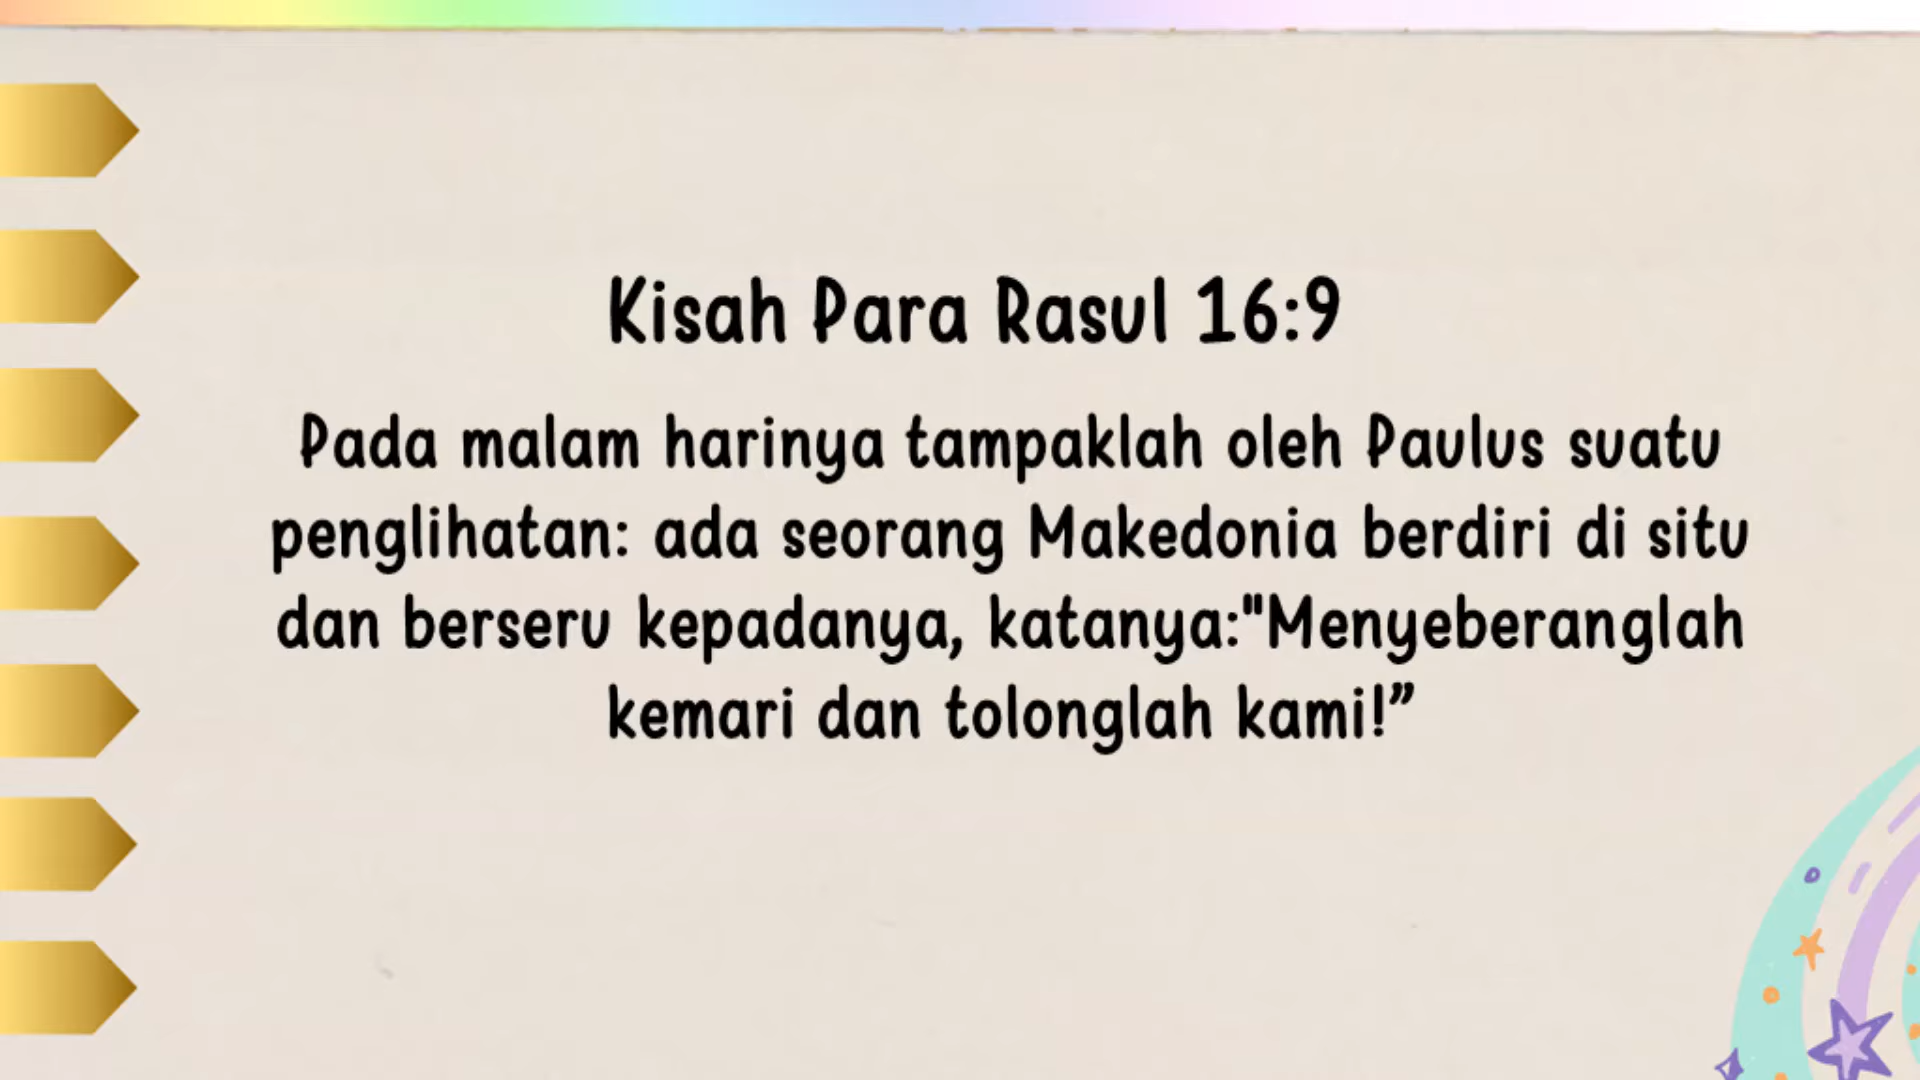 Kisah Para Rasul 16:9
Pada malam harinya tampaklah oleh Paulus suatu
penglihatan: ada seorang Makedonia berdiri di situ
dan berseru kepadanya, katanya:"Menyeberanglah
kemari dan tolonglah kami!”